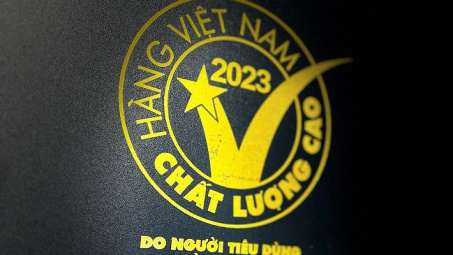 HÀNG VIỆT NAM
2023
CHẤT LƯỢNG CAO
DO NGƯỜI TIÊU DÙNG